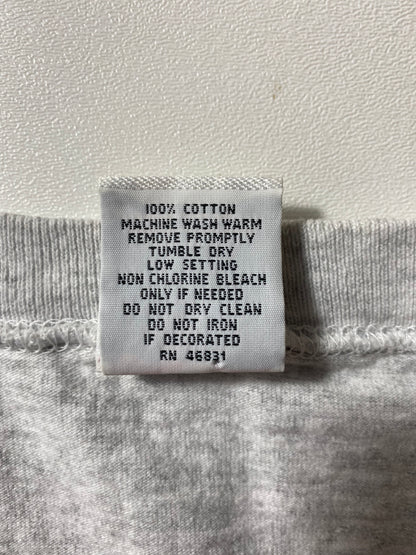 100% COTTON
MACHINE WASH WARM
REMOVE PROMPTLY
TUMBLE DRY
LOW SETTING
NON CHLORINE BLEACH
ONLY IF NEEDED
DO NOT DRY CLEAN
DO NOT IRON
IF DECORATED
RN 46831